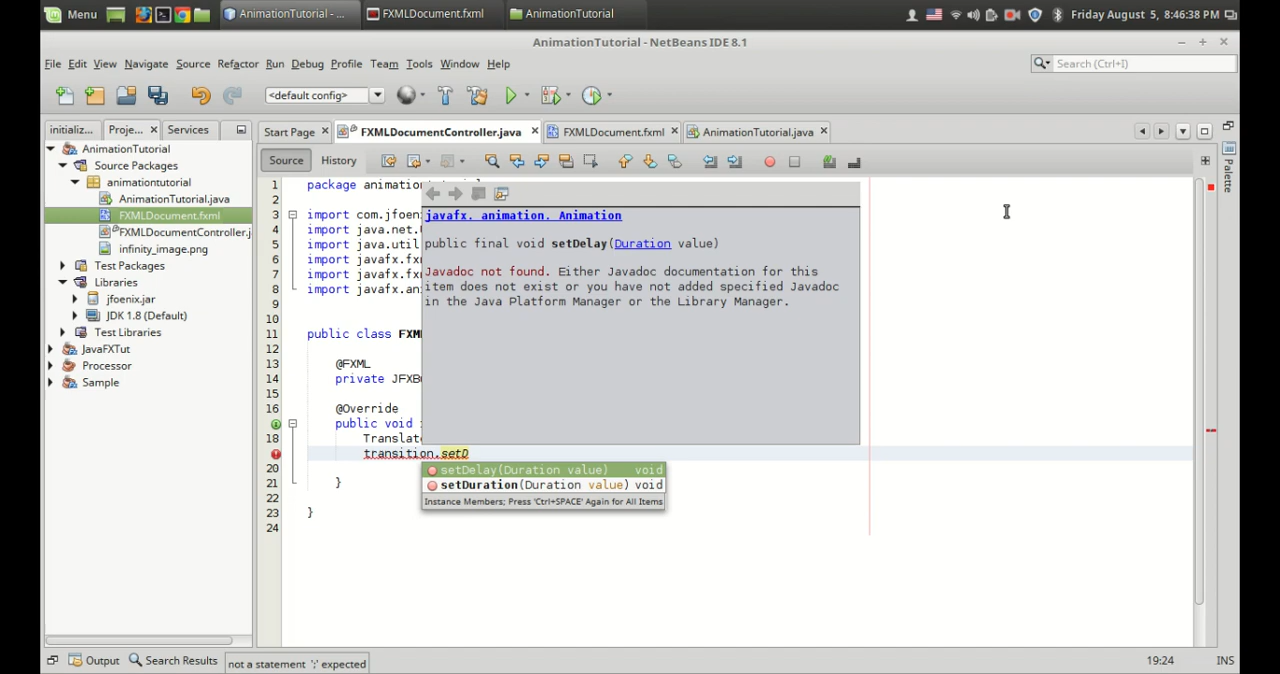 Menu
AnimationTutorial - ...
FXMLDocument.fxml
AnimationTutorial
Friday August 5, 8:46:38 PM
AnimationTutorial - NetBeans IDE 8.1
File Edit View Navigate Source Refactor Run Debug Profile Team Tools Window Help
Search (Ctrl+I)
<default config>
initializ...
Proje... ×
Services
Start Page
FXMLDocumentController.java
FXMLDocument.fxml
AnimationTutorial.java
Source
History
Palette
AnimationTutorial
Source Packages
animationtutorial
AnimationTutorial.java
FXMLDocument.fxml
FXMLDocumentController.j
infinity_image.png
Test Packages
Libraries
jfoenix.jar
JDK 1.8 (Default)
Test Libraries
JavaFXTut
Processor
Sample
1 package anima
2
3 import com.jfoeni
4 import java.net.
5 import java.util
6 import javafx.fx
7 import javafx.fx
8 import javafx.an
9
10
11 public class FXM
12
13 @FXML
14 private JFXB
15
16 @Override
public void
18 Translat
transition.setD
20
21 }
22
23 }
24
javafx. animation. Animation
public final void setDelay(Duration value)
Javadoc not found. Either Javadoc documentation for this
item does not exist or you have not added specified Javadoc
in the Java Platform Manager or the Library Manager.
setDelay(Duration value) void
setDuration(Duration value) void
Instance Members; Press 'Ctrl+SPACE' Again for All Items
Output
Search Results
not a statement ';' expected
19:24
INS